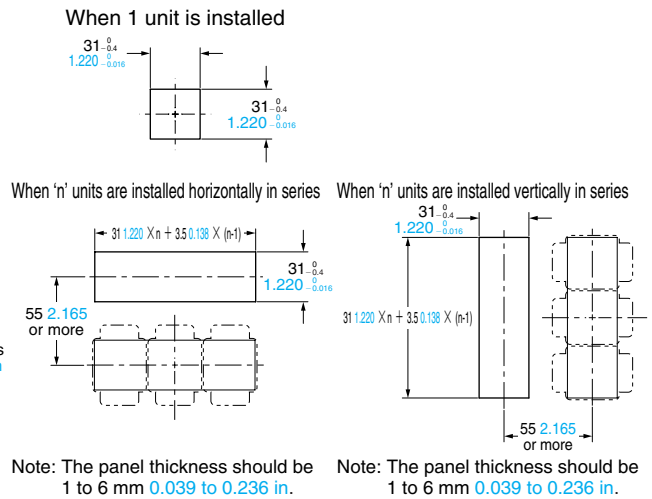 When 1 unit is installed
31 0 -0.4
1.220 0 -0.016
31 0 -0.4
1.220 0 -0.016
When ‘n’ units are installed horizontally in series
31 1.220 × n + 3.5 0.138 × (n-1)
31 0 -0.4
1.220 0 -0.016
55 2.165
or more
s
Note: The panel thickness should be
1 to 6 mm 0.039 to 0.236 in.
When ‘n’ units are installed vertically in series
31 0 -0.4
1.220 0 -0.016
31 1.220 × n + 3.5 0.138 × (n-1)
55 2.165
or more
Note: The panel thickness should be
1 to 6 mm 0.039 to 0.236 in.